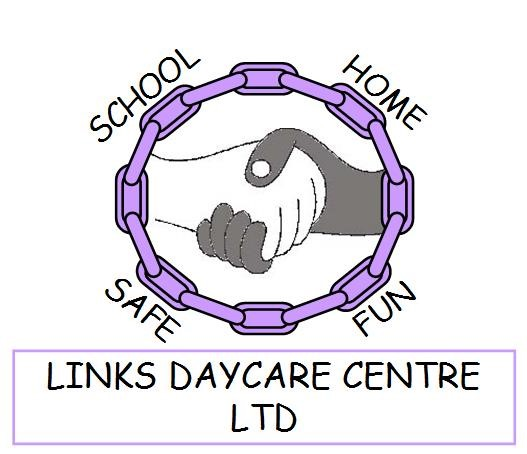 SCHOOL
HOME
SAFE
FUN
LINKS DAYCARE CENTRE
LTD